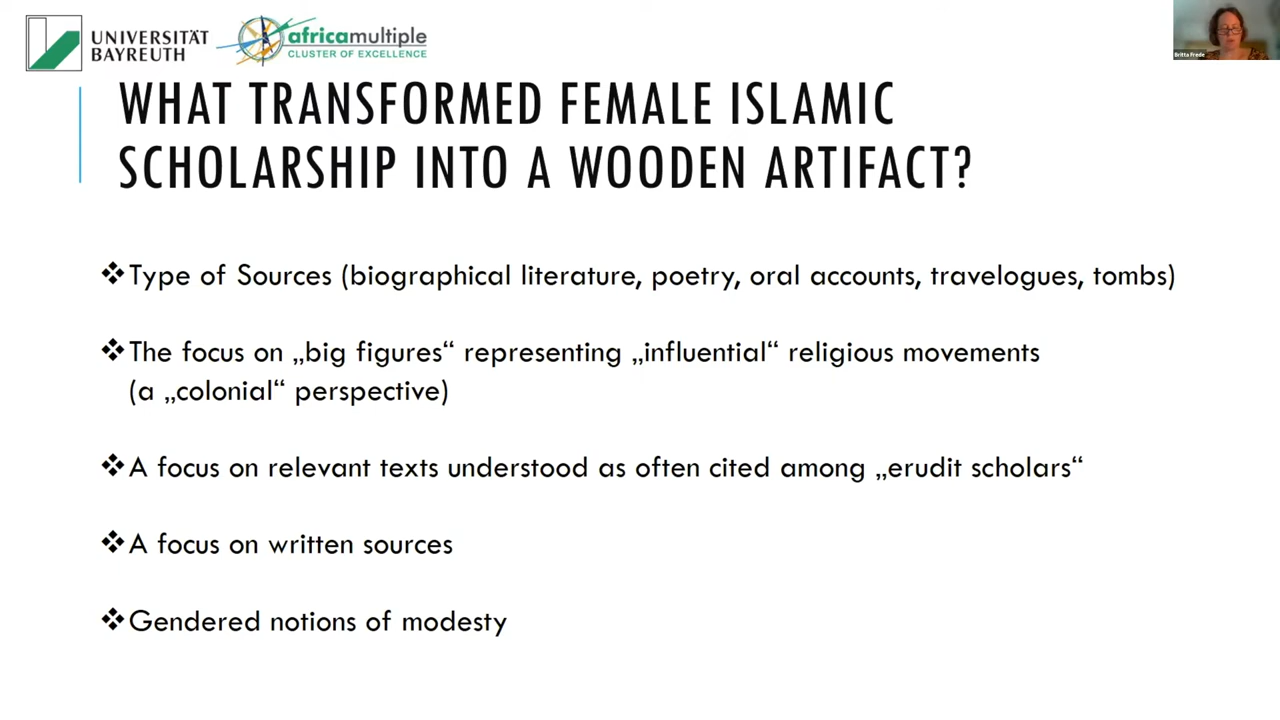 UNIVERSITÄT
BAYREUTH
africamultiple
CLUSTER OF EXCELLENCE
Britta Frede
WHAT TRANSFORMED FEMALE ISLAMIC
SCHOLARSHIP INTO A WOODEN ARTIFACT?
❖Type of Sources (biographical literature, poetry, oral accounts, travelogues, tombs)
❖The focus on „big figures“ representing „influential“ religious movements
(a „colonial“ perspective)
❖A focus on relevant texts understood as often cited among „erudit scholars“
❖A focus on written sources
❖Gendered notions of modesty